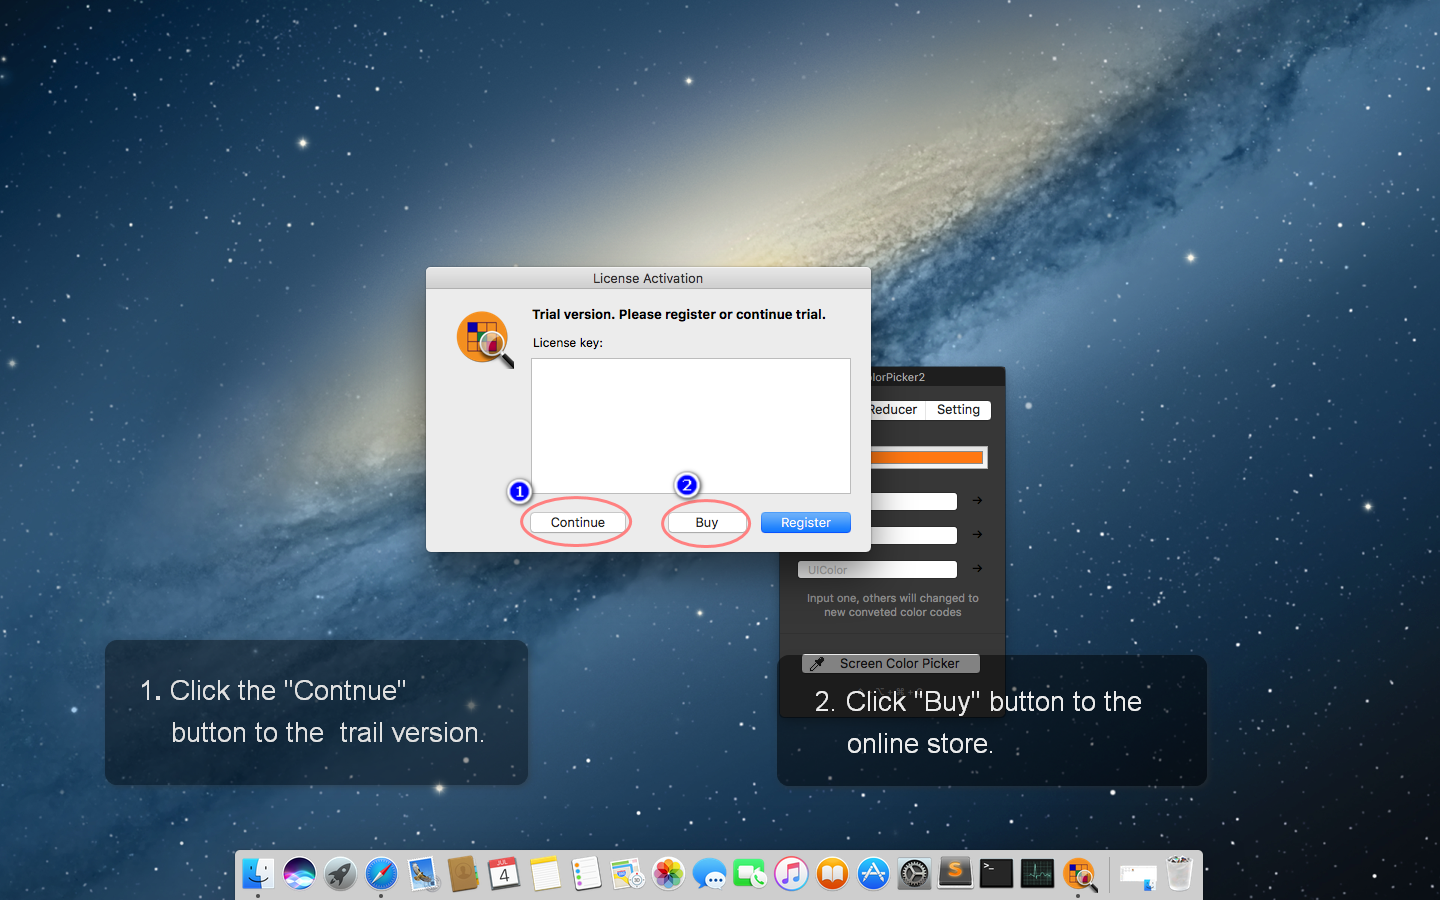 License Activation
Trial version. Please register or continue trial.
License key:
olorPicker2
Reducer
Setting
1
2
Continue
Buy
Register
UIColor
Input one, others will changed to
new conveted color codes
Screen Color Picker
1. Click the "Contnue"
button to the trail version.
2. Click "Buy" button to the
online store.
JUL
4